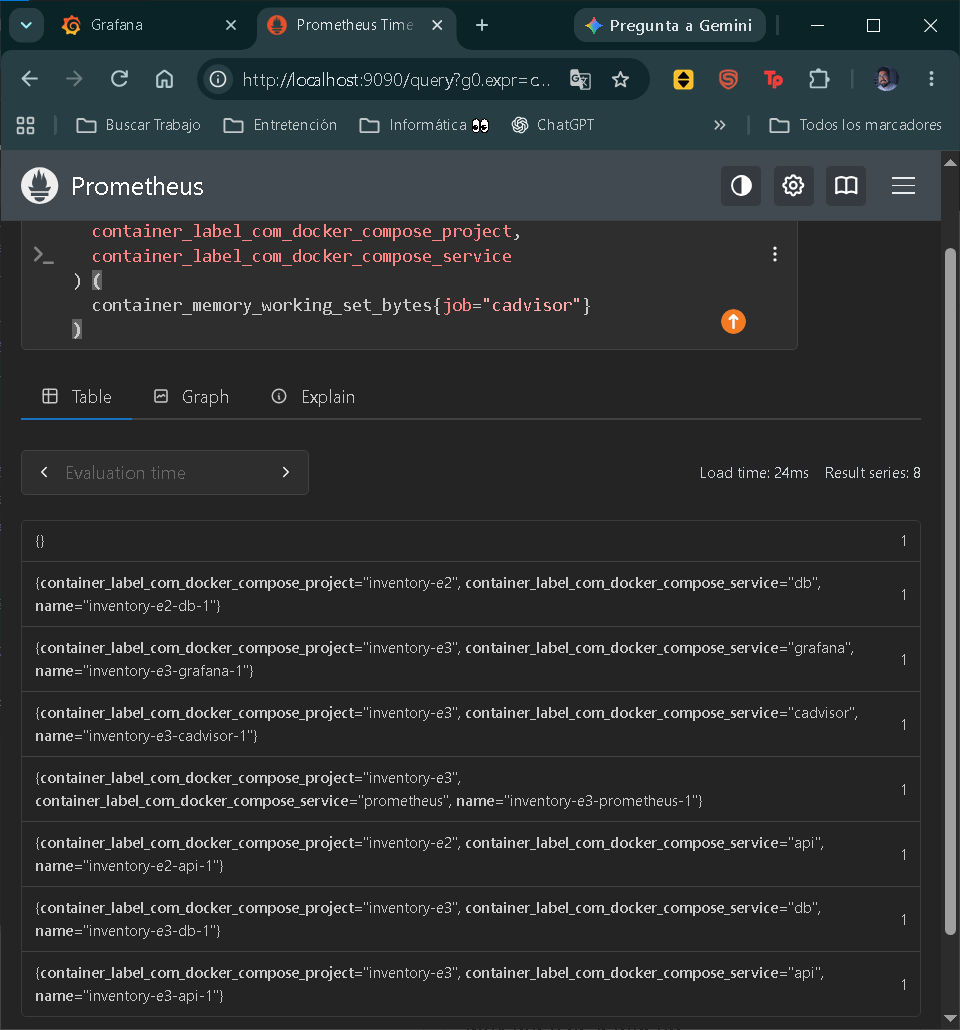 Grafana
Prometheus Time
Pregunta a Gemini
http://localhost:9090/query?g0.expr=c...
Tp
Buscar Trabajo
Entretención
Informática 👀
ChatGPT
»
Todos los marcadores
Prometheus
container_label_com_docker_compose_project,
>_
container_label_com_docker_compose_service
) (
container_memory_working_set_bytes{job="cadvisor"}
)
Table
Graph
Explain
Evaluation time
Load time: 24ms
Result series: 8
{} 1
{container_label_com_docker_compose_project="inventory-e2", container_label_com_docker_compose_service="db",
name="inventory-e2-db-1"} 1
{container_label_com_docker_compose_project="inventory-e3", container_label_com_docker_compose_service="grafana",
name="inventory-e3-grafana-1"} 1
{container_label_com_docker_compose_project="inventory-e3", container_label_com_docker_compose_service="cadvisor",
name="inventory-e3-cadvisor-1"} 1
{container_label_com_docker_compose_project="inventory-e3",
container_label_com_docker_compose_service="prometheus", name="inventory-e3-prometheus-1"} 1
{container_label_com_docker_compose_project="inventory-e2", container_label_com_docker_compose_service="api",
name="inventory-e2-api-1"} 1
{container_label_com_docker_compose_project="inventory-e3", container_label_com_docker_compose_service="db",
name="inventory-e3-db-1"} 1
{container_label_com_docker_compose_project="inventory-e3", container_label_com_docker_compose_service="api",
name="inventory-e3-api-1"} 1